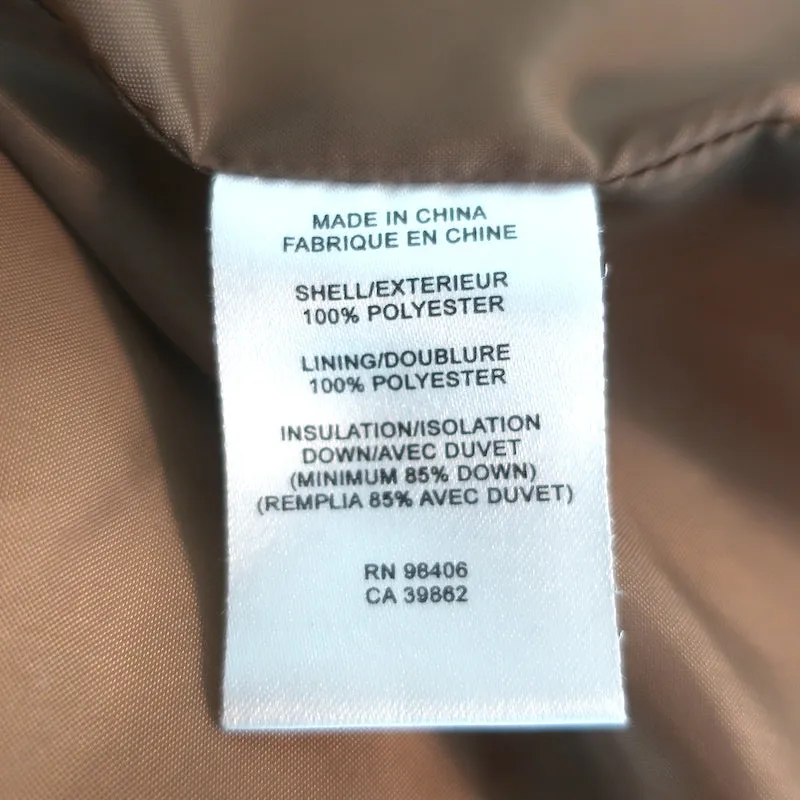 MADE IN CHINA
FABRIQUE EN CHINE
SHELL/EXTERIEUR
100% POLYESTER
LINING/DOUBLURE
100% POLYESTER
INSULATION/ISOLATION
DOWN/AVEC DUVET
(MINIMUM 85% DOWN)
(REMPLIA 85% AVEC DUVET)
RN 96406
CA 39862